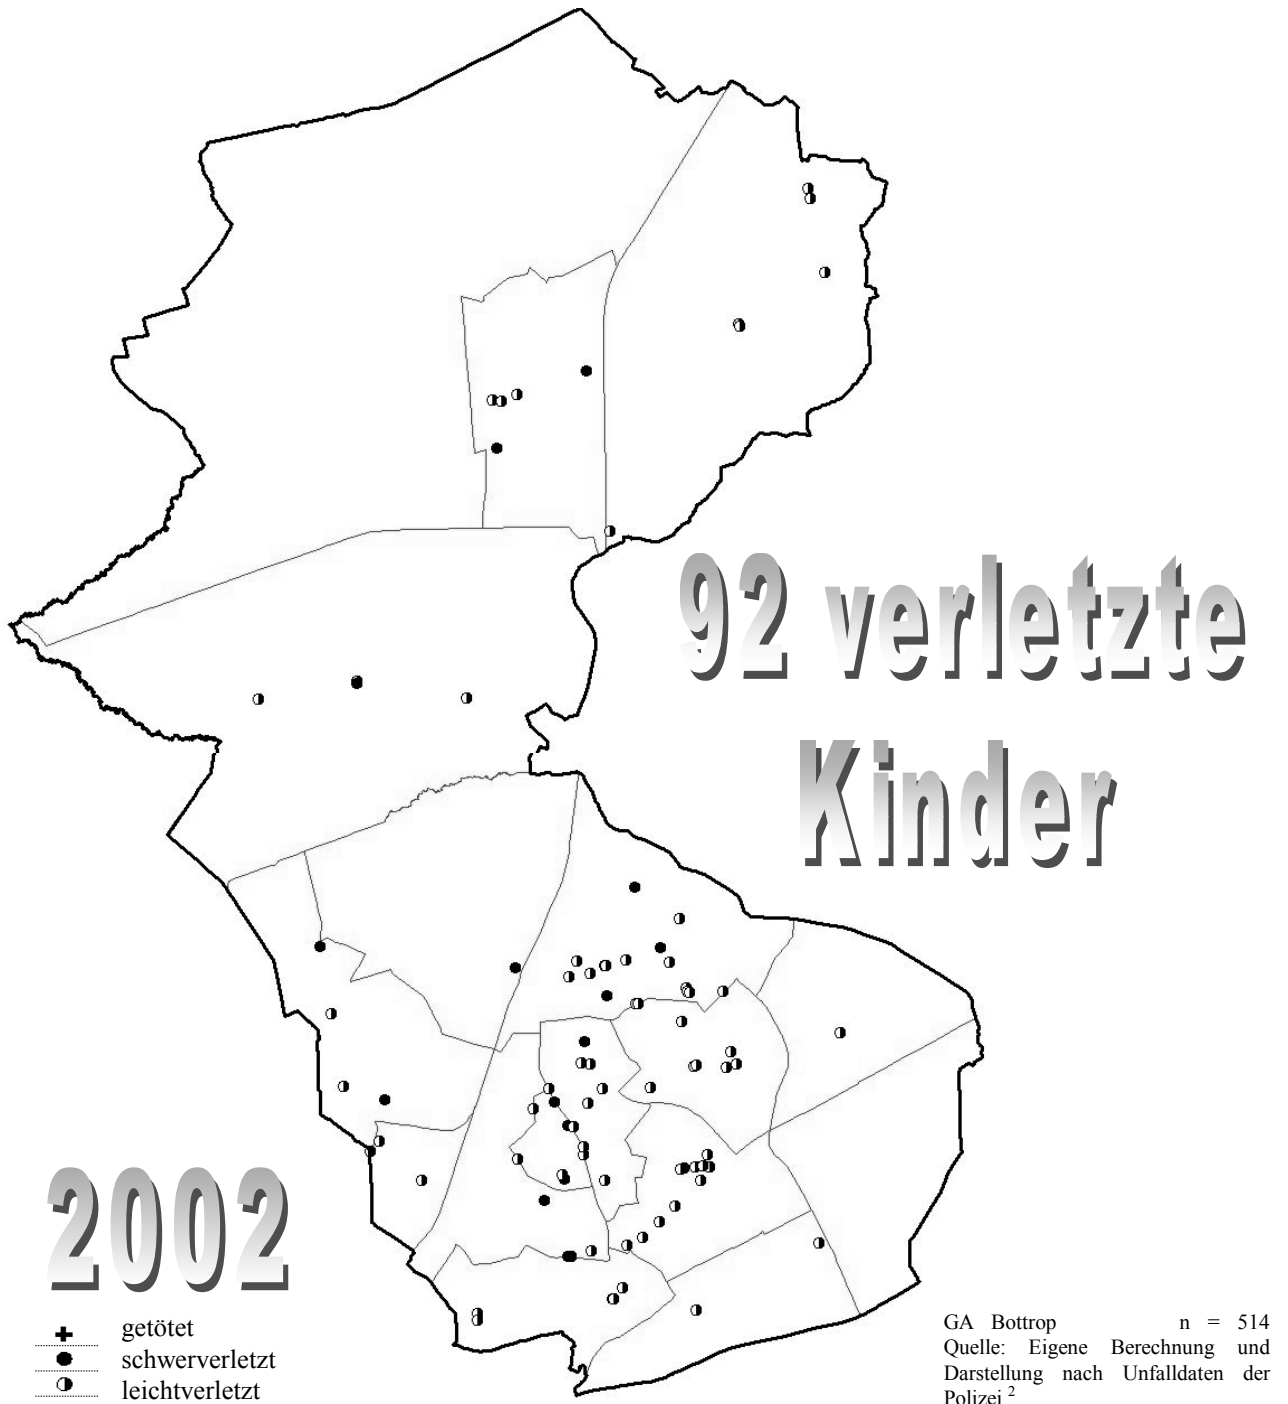 92 verletzte
Kinder
2002
getötet
schwerverletzt
leichtverletzt
GA Bottrop n = 514
Quelle: Eigene Berechnung und
Darstellung nach Unfalldaten der
Polizei 2